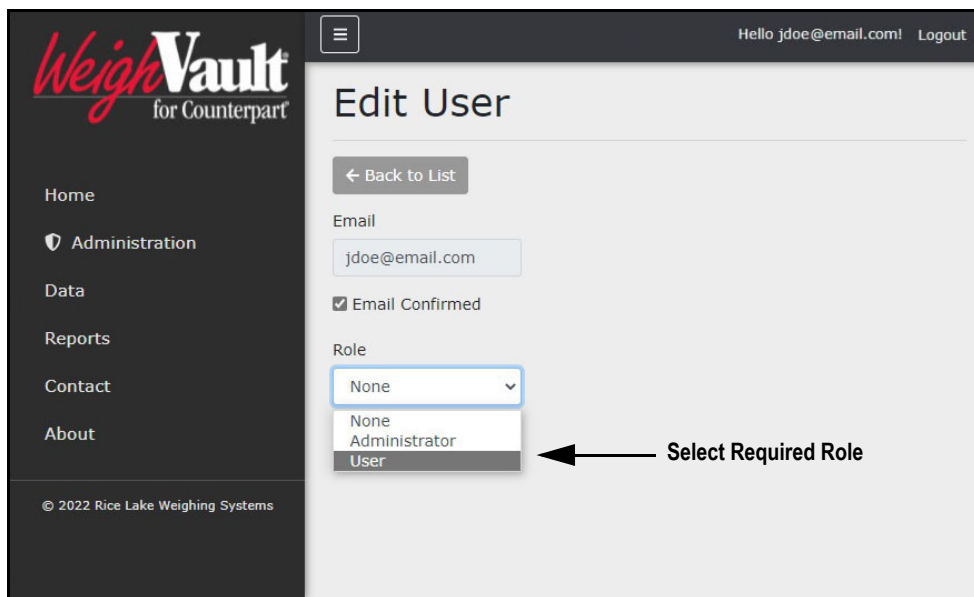 WeighVault
for Counterpart®
Home
Administration
Data
Reports
Contact
About
© 2022 Rice Lake Weighing Systems
Hello jdoe@email.com! Logout
Edit User
← Back to List
Email
jdoe@email.com
Email Confirmed
Role
None
None
Administrator
User
Select Required Role